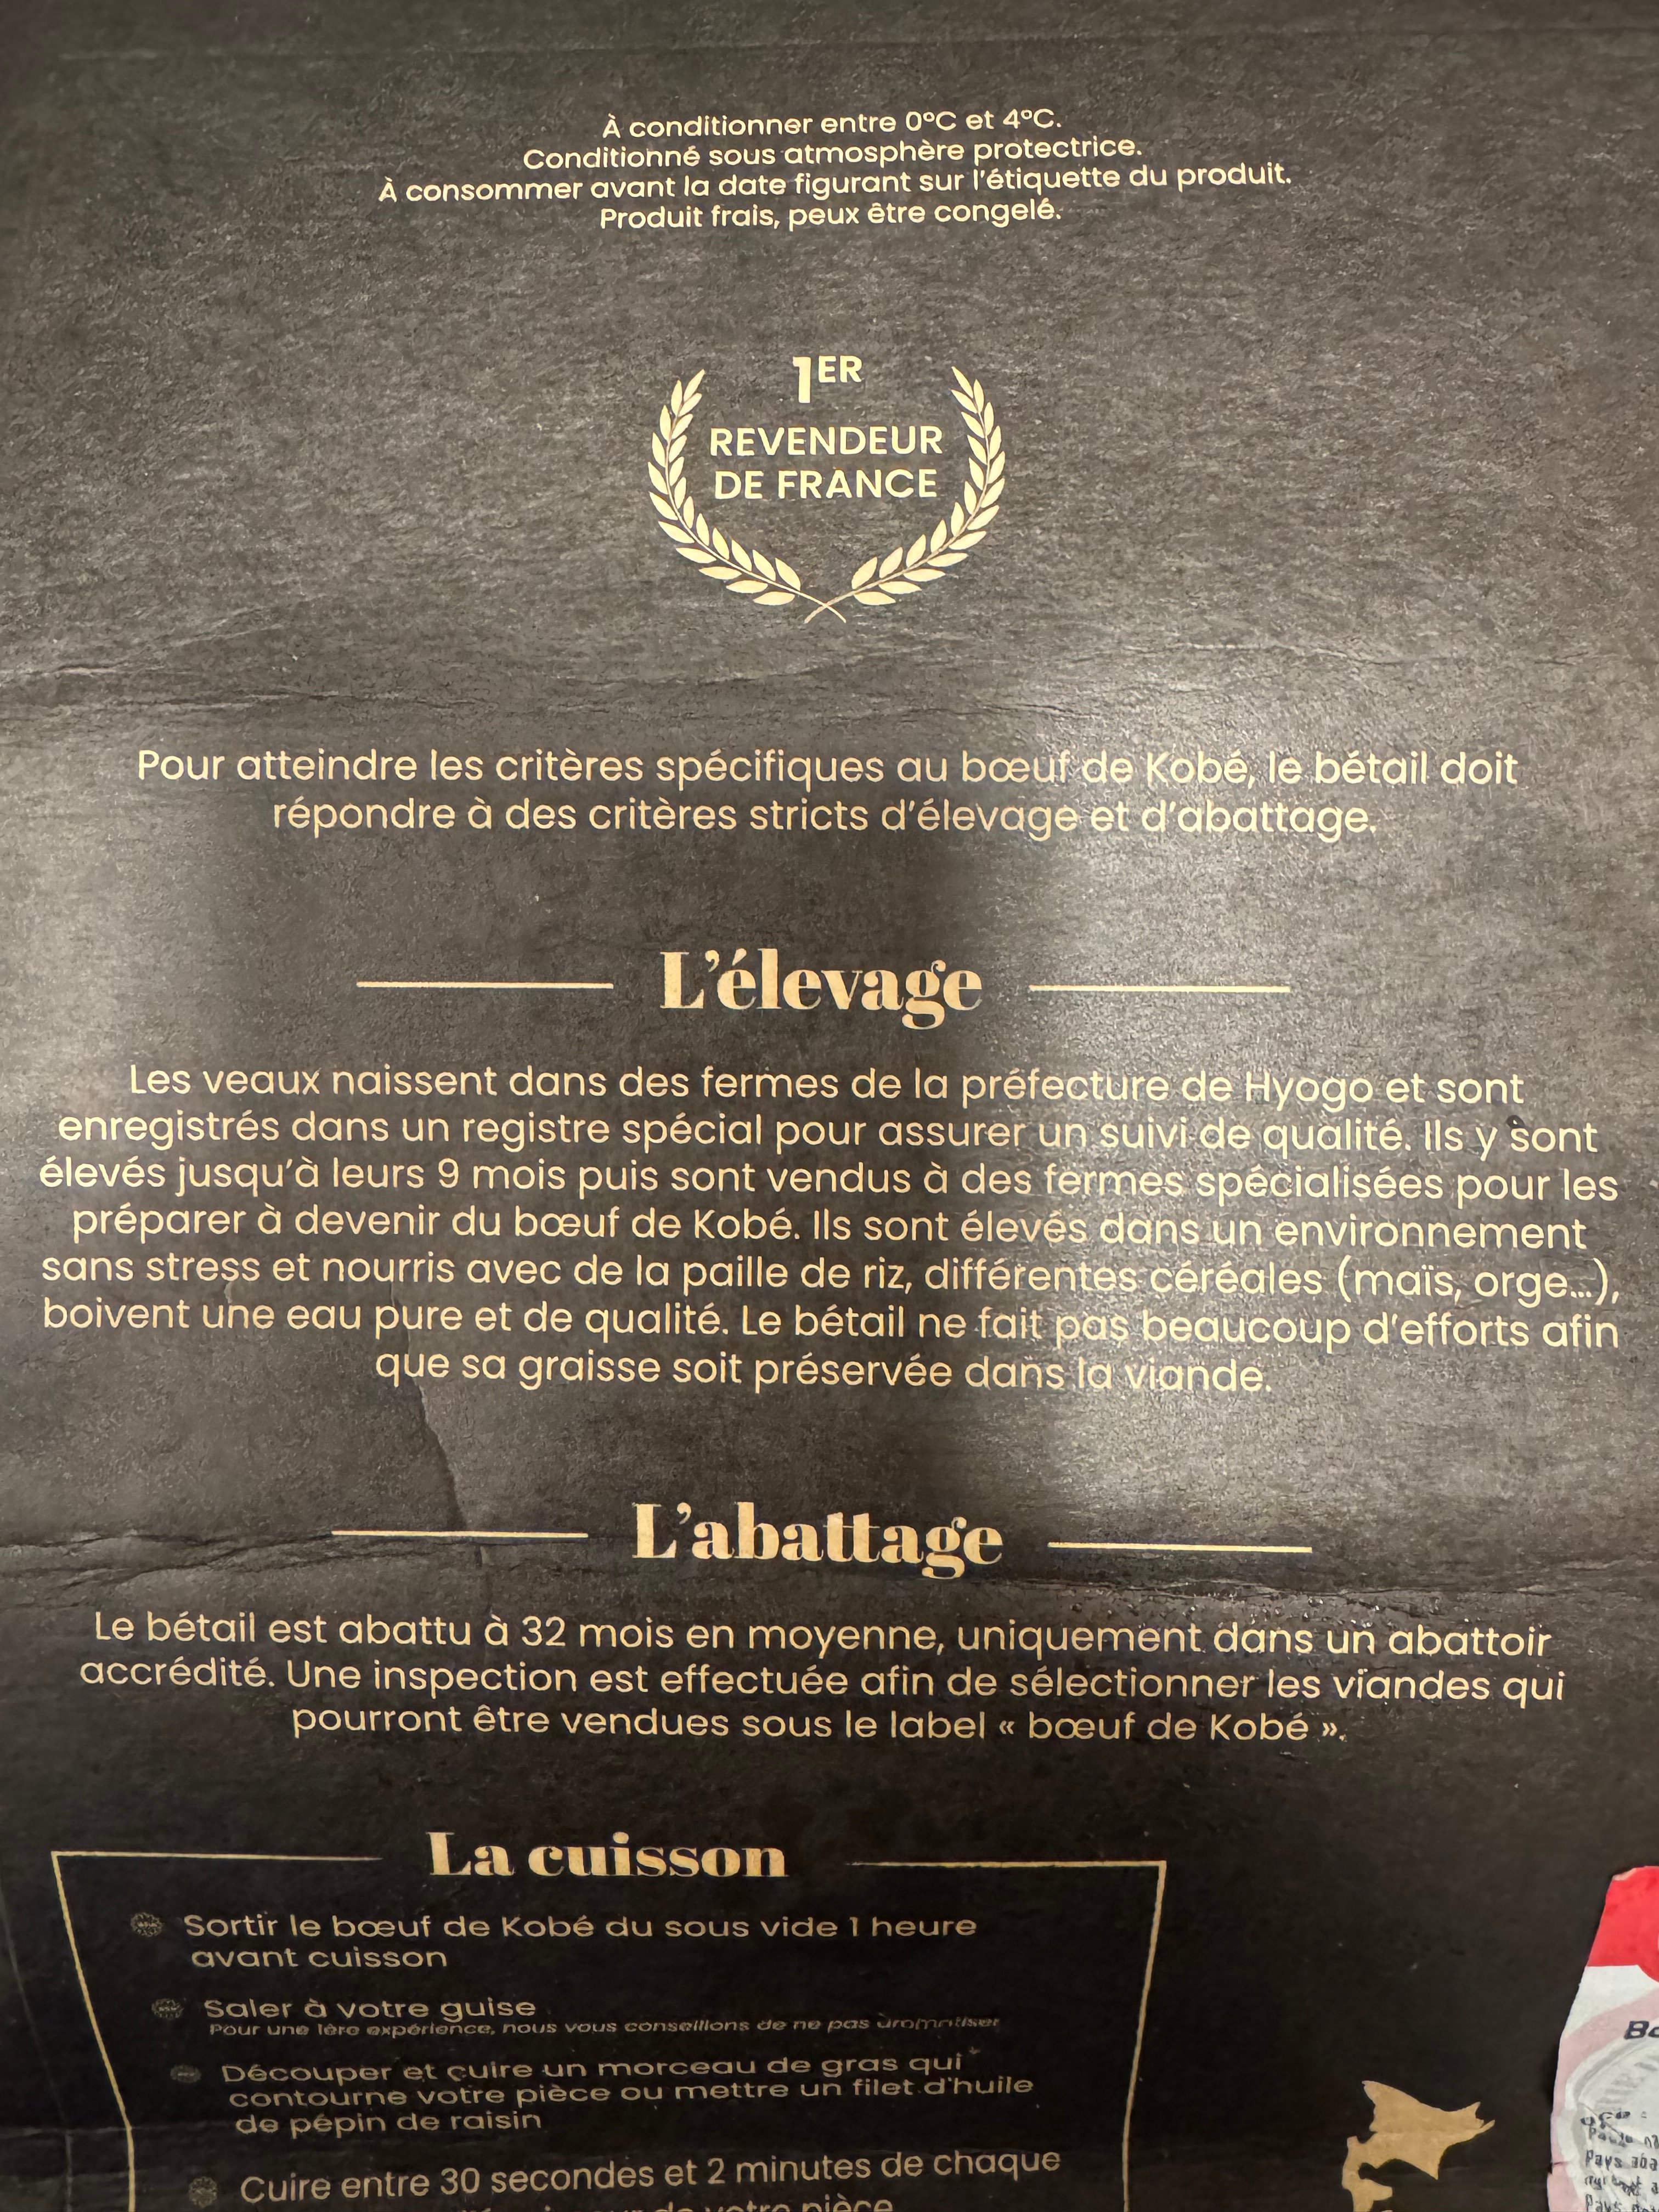 À conditionner entre 0°C et 4°C.
Conditionné sous atmosphère protectrice.
À consommer avant la date figurant sur l'étiquette du produit.
Produit frais, peux être congelé.
1ER
REVENDEUR
DE FRANCE
Pour atteindre les critères spécifiques au bœuf de Kobé, le bétail doit
répondre à des critères stricts d'élevage et d'abattage.
L'élevage
Les veaux naissent dans des fermes de la préfecture de Hyogo et sont
enregistrés dans un registre spécial pour assurer un suivi de qualité. Ils y sont
élevés jusqu'à leurs 9 mois puis sont vendus à des fermes spécialisées pour les
préparer à devenir du bœuf de Kobé. Ils sont élevés dans un environnement
sans stress et nourris avec de la paille de riz, différentes céréales (maïs, orge...),
boivent une eau pure et de qualité. Le bétail ne fait pas beaucoup d'efforts afin
que sa graisse soit préservée dans la viande.
L'abattage
Le bétail est abattu à 32 mois en moyenne, uniquement dans un abattoir
accrédité. Une inspection est effectuée afin de sélectionner les viandes qui
pourront être vendues sous le label « bœuf de Kobé ».
La cuisson
Sortir le bœuf de Kobé du sous vide 1 heure
avant cuisson
Saler à votre guise
Pour une 1ère expérience, nous vous conseillons de ne pas aromatiser
Découper et cuire un morceau de gras qui
contourne votre pièce ou mettre un filet d'huile
de pépin de raisin
Cuire entre 30 secondes et 2 minutes de chaque
de votre pièce
Pays